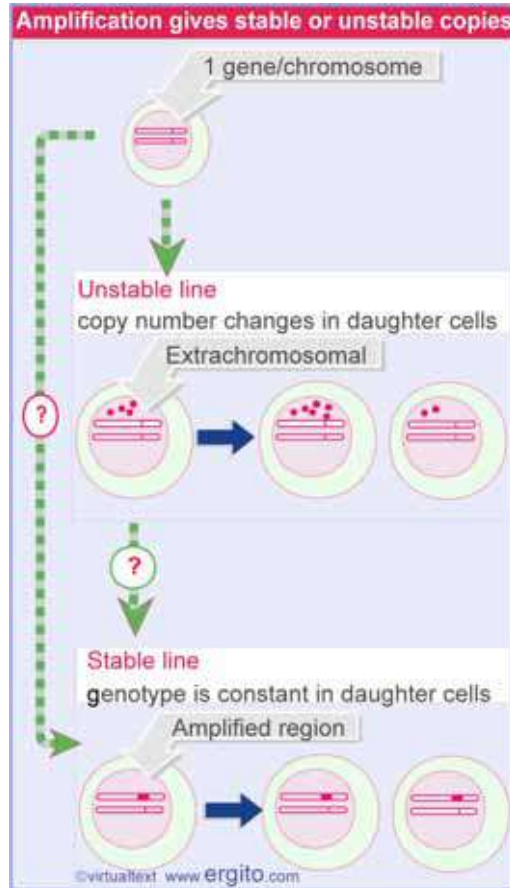 Amplification gives stable or unstable copies
1 gene/chromosome
Unstable line
copy number changes in daughter cells
Extrachromosomal
?
?
Stable line
genotype is constant in daughter cells
Amplified region
©virtualtext www.ergito.com